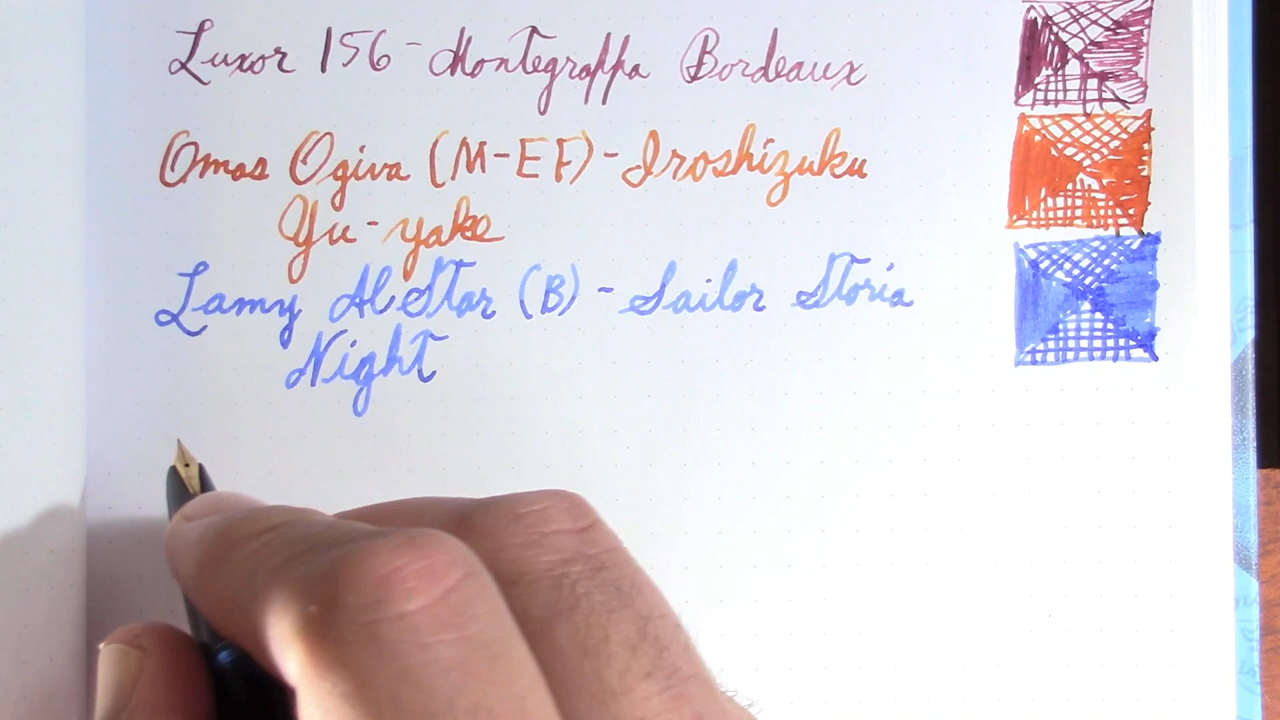 Luxor 156 - Montegrappa Bordeaux
Omas Ogiva (M-EF) - Iroshizuku
Yu-yake
Lamy Al Star (B) - Sailor Storia
Night